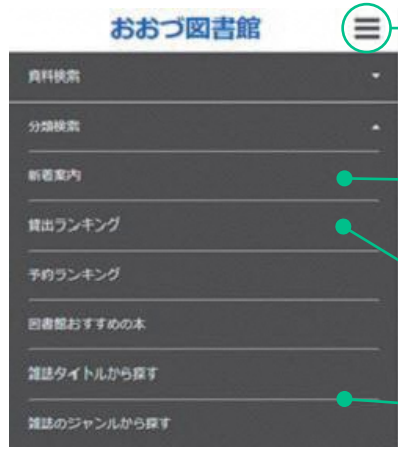 おおづ図書館
資料検索
分類検索
新着案内
貸出ランキング
予約ランキング
図書館おすすめの本
雑誌タイトルから探す
雑誌のジャンルから探す